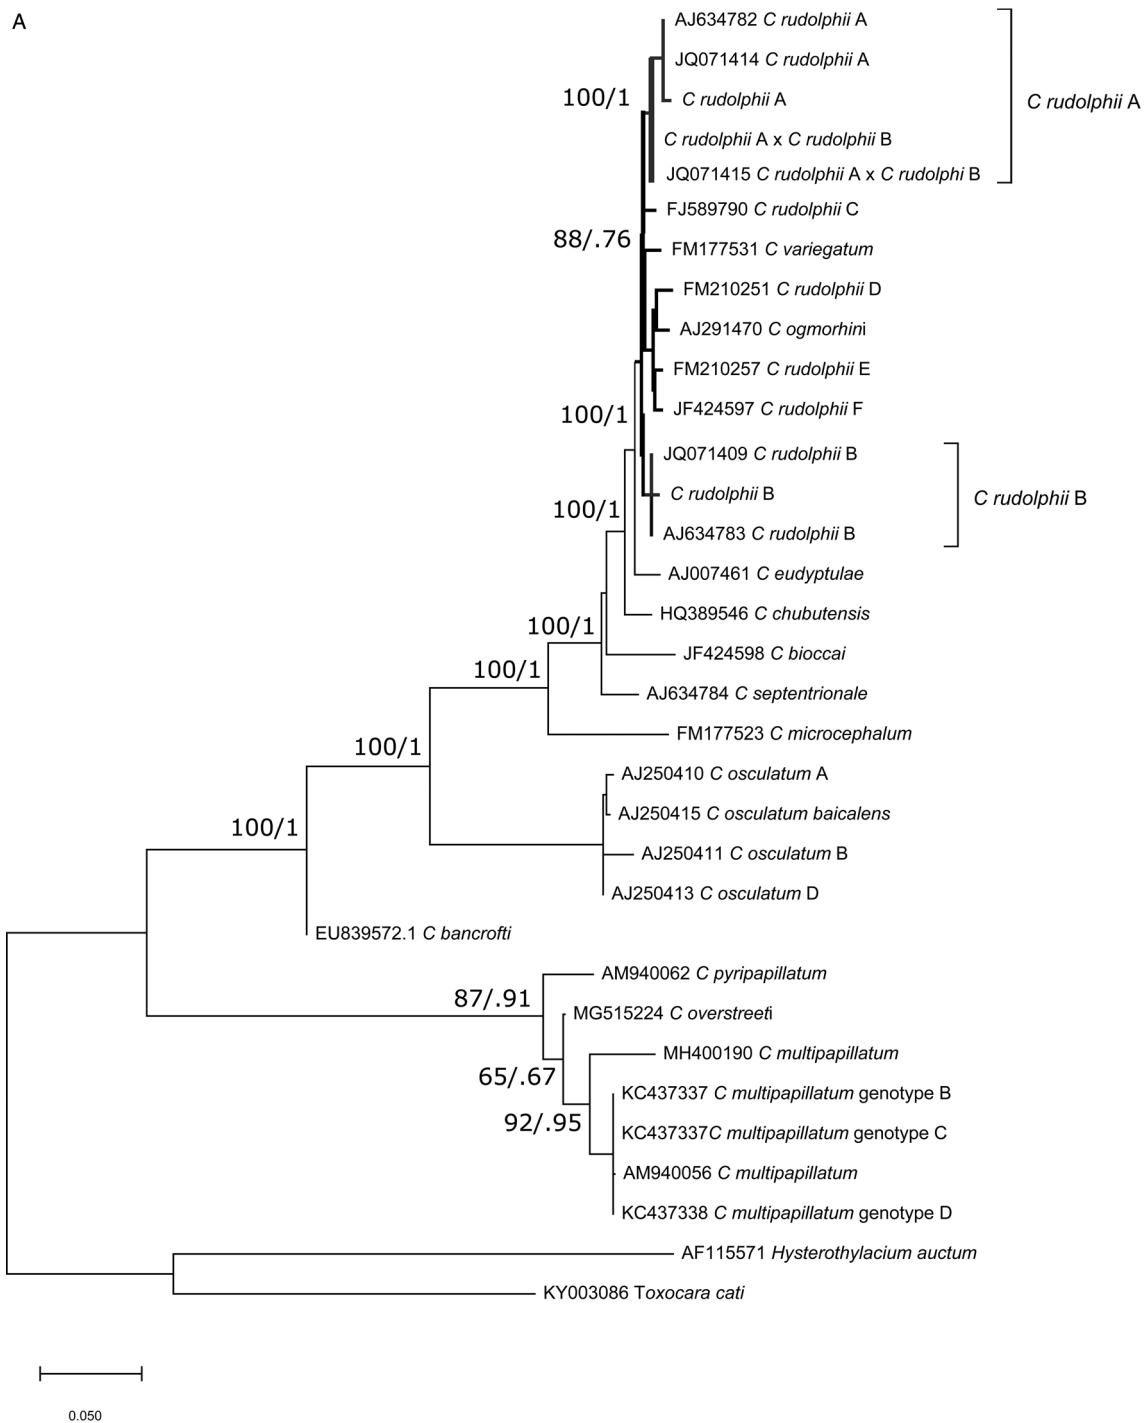 A
AJ634782 C rudolphii A
JQ071414 C rudolphii A
100/1
C rudolphii A
C rudolphii A
C rudolphii A x C rudolphii B
JQ071415 C rudolphii A x C rudolphi B
FJ589790 C rudolphii C
88/.76
FM177531 C variegatum
FM210251 C rudolphii D
AJ291470 C ogmorhini
FM210257 C rudolphii E
JF424597 C rudolphii F
100/1
JQ071409 C rudolphii B
C rudolphii B
C rudolphii B
100/1
AJ634783 C rudolphii B
AJ007461 C eudyptulae
HQ389546 C chubutensis
100/1
JF424598 C bioccai
100/1
AJ634784 C septentrionale
FM177523 C microcephalum
100/1
AJ250410 C osculatum A
AJ250415 C osculatum baicalens
100/1
AJ250411 C osculatum B
AJ250413 C osculatum D
EU839572.1 C bancrofti
AM940062 C pyripapillatum
87/.91
MG515224 C overstreeti
MH400190 C multipapillatum
65/.67
KC437337 C multipapillatum genotype B
92/.95
KC437337C multipapillatum genotype C
AM940056 C multipapillatum
KC437338 C multipapillatum genotype D
AF115571 Hysterothylacium auctum
KY003086 Toxocara cati
0.050